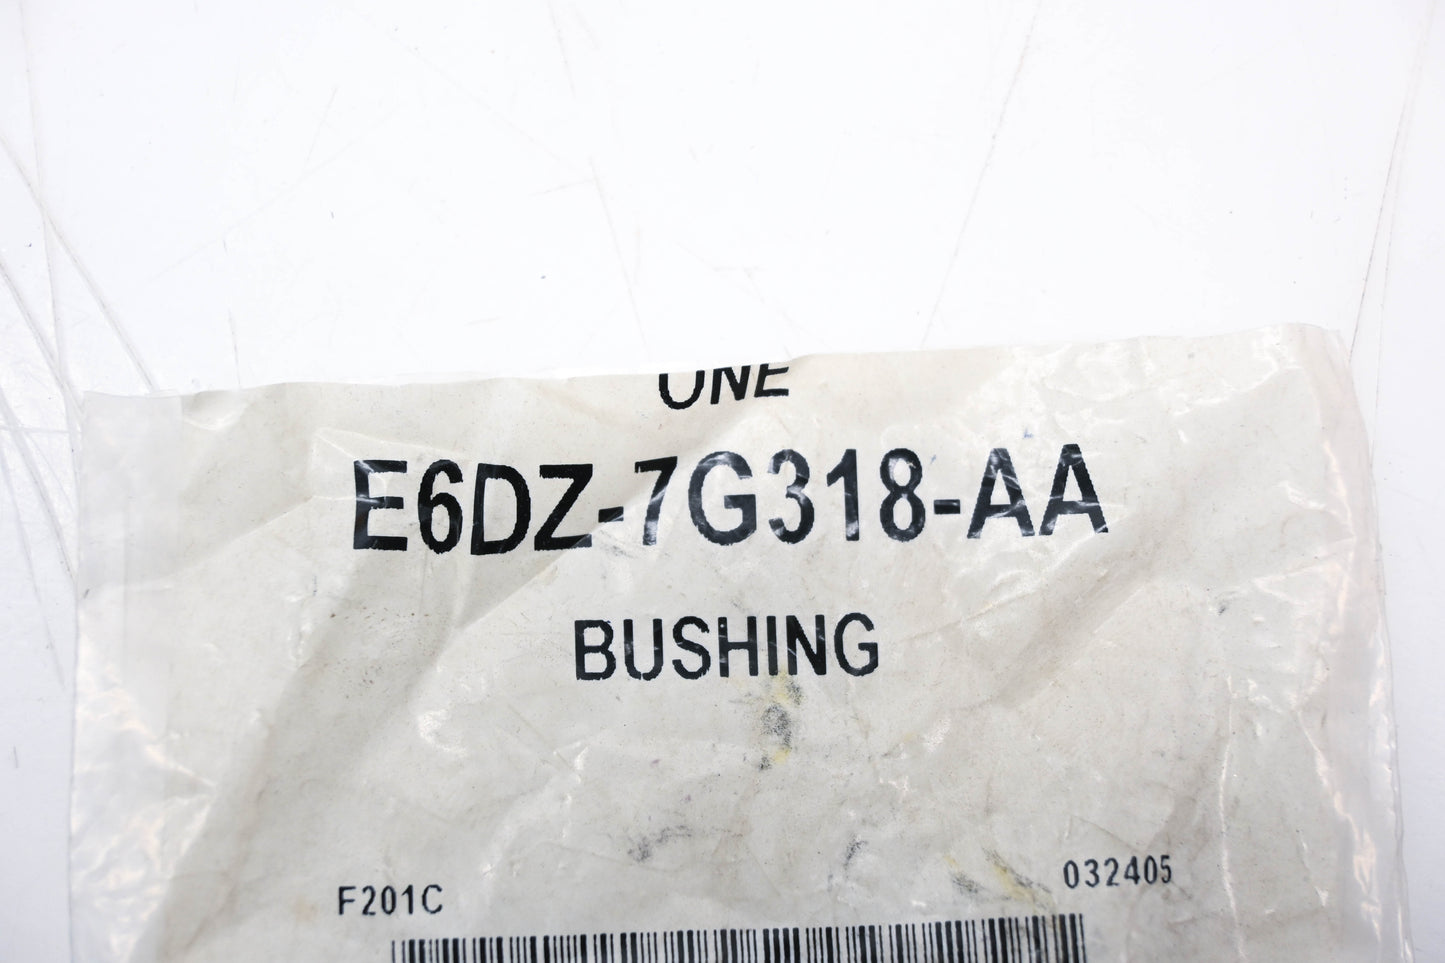 ONE
E6DZ-7G318-AA
BUSHING
F201C 032405